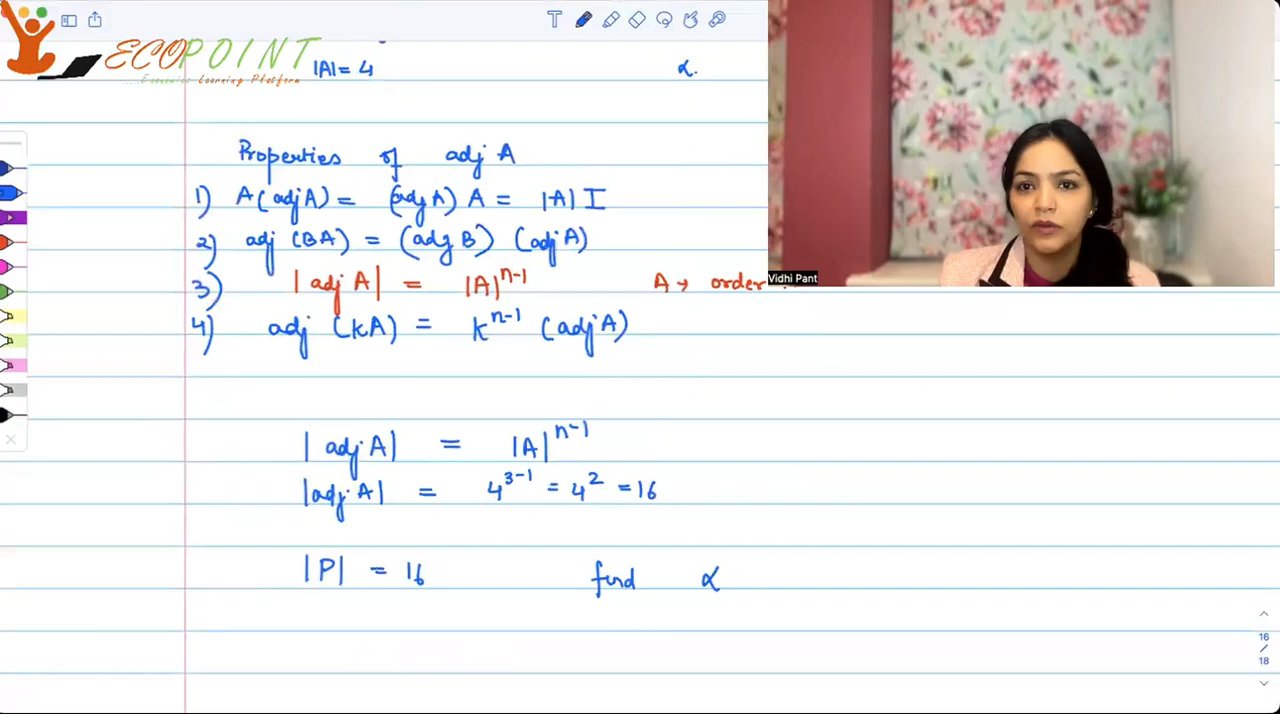 ECOPOINT
.....Economics Learning Platform
|A| = 4 α.
Properties of adj A
1) A(adj A) = (adj A) A = |A| I
2) adj (BA) = (adj B) (adj A)
3) |adj A| = |A|^{n-1} A → order
4) adj (kA) = k^{n-1} (adj A)
|adj A| = |A|^{n-1}
|adj A| = 4^{3-1} = 4^2 = 16
|P| = 16 find α
Vidhi Pant
16
/
18